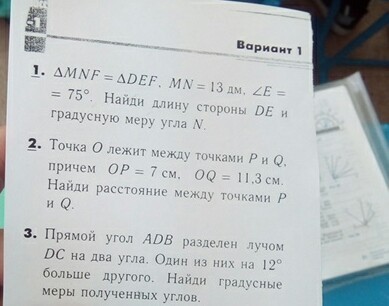 Вариант 1
1. △MNF = △DEF, MN = 13 дм, ∠E =
= 75°. Найди длину стороны DE и
градусную меру угла N.
2. Точка O лежит между точками P и Q,
причем OP = 7 см, OQ = 11,3 см.
Найди расстояние между точками P
и Q.
3. Прямой угол ADB разделен лучом
DC на два угла. Один из них на 12°
больше другого. Найди градусные
меры полученных углов.